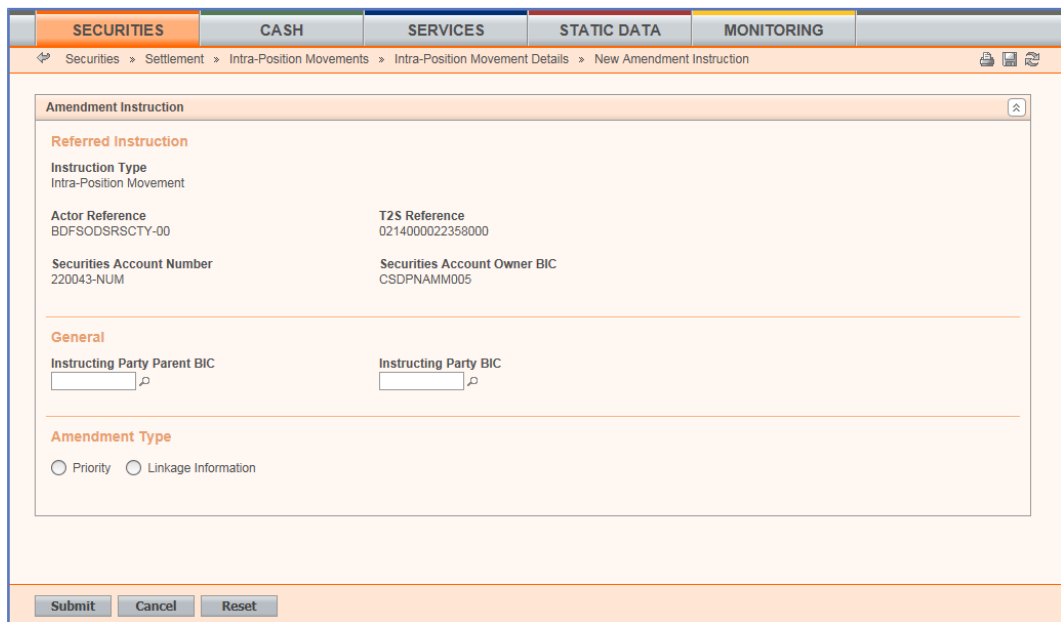 SECURITIES CASH SERVICES STATIC DATA MONITORING
Securities » Settlement » Intra-Position Movements » Intra-Position Movement Details » New Amendment Instruction
Amendment Instruction
Referred Instruction
Instruction Type
Intra-Position Movement
Actor Reference T2S Reference
BDFSODSRSCTY-00 0214000022358000
Securities Account Number Securities Account Owner BIC
220043-NUM CSDPNAMM005
General
Instructing Party Parent BIC Instructing Party BIC
Amendment Type
Priority Linkage Information
Submit Cancel Reset